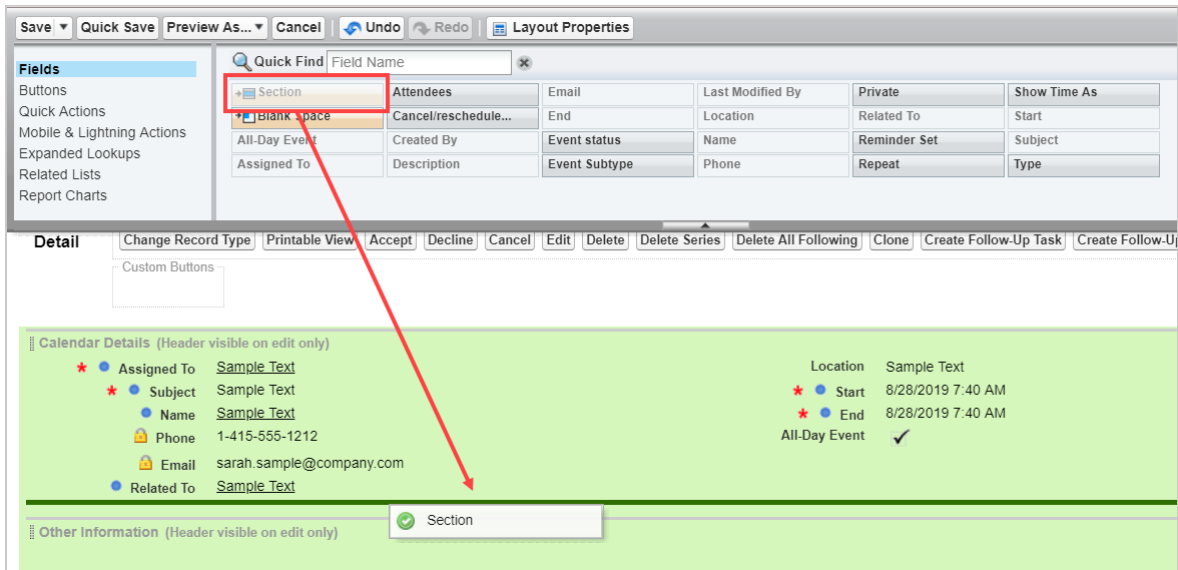 Save Quick Save Preview As... Cancel Undo Redo Layout Properties
Fields
Buttons
Quick Actions
Mobile & Lightning Actions
Expanded Lookups
Related Lists
Report Charts
Quick Find Field Name
Section Attendees Email Last Modified By Private Show Time As
Blank Space Cancel/reschedule... End Location Related To Start
All-Day Event Created By Event status Name Reminder Set Subject
Assigned To Description Event Subtype Phone Repeat Type
Detail Change Record Type Printable View Accept Decline Cancel Edit Delete Delete Series Delete All Following Clone Create Follow-Up Task Create Follow-U
Custom Buttons
Calendar Details (Header visible on edit only)
* Assigned To Sample Text Location Sample Text
* Subject Sample Text * Start 8/28/2019 7:40 AM
Name Sample Text * End 8/28/2019 7:40 AM
Phone 1-415-555-1212 All-Day Event
Email sarah.sample@company.com
Related To Sample Text
Section
Other Information (Header visible on edit only)